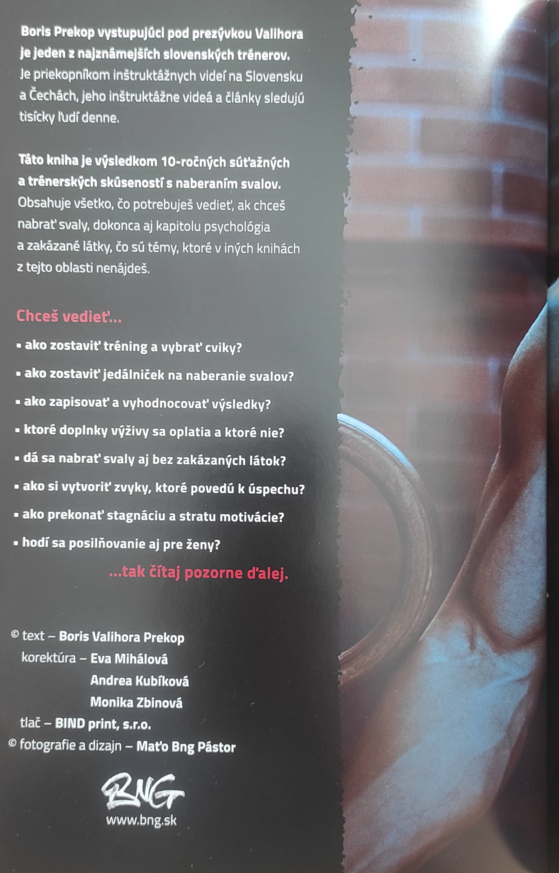 Boris Prekop vystupujúci pod prezývkou Valihora
je jeden z najznámejších slovenských trénerov.
Je priekopníkom inštruktážnych videí na Slovensku
a Čechách, jeho inštruktážne videá a články sledujú
tisícky ľudí denne.
Táto kniha je výsledkom 10-ročných súťažných
a trénerských skúseností s naberaním svalov.
Obsahuje všetko, čo potrebuješ vedieť, ak chceš
nabrať svaly, dokonca aj kapitolu psychológia
a zakázané látky, čo sú témy, ktoré v iných knihách
z tejto oblasti nenájdeš.
Chceš vedieť...
▪ ako zostaviť tréning a vybrať cviky?
▪ ako zostaviť jedálniček na naberanie svalov?
▪ ako zapisovať a vyhodnocovať výsledky?
▪ ktoré doplnky výživy sa oplatia a ktoré nie?
▪ dá sa nabrať svaly aj bez zakázaných látok?
▪ ako si vytvoriť zvyky, ktoré povedú k úspechu?
▪ ako prekonať stagnáciu a stratu motivácie?
▪ hodí sa posilňovanie aj pre ženy?
...tak čítaj pozorne ďalej.
© text – Boris Valihora Prekop
korektúra – Eva Mihálová
Andrea Kubíková
Monika Zbinová
tlač – BIND print, s.r.o.
© fotografie a dizajn – Maťo Bng Pástor
BNG
www.bng.sk